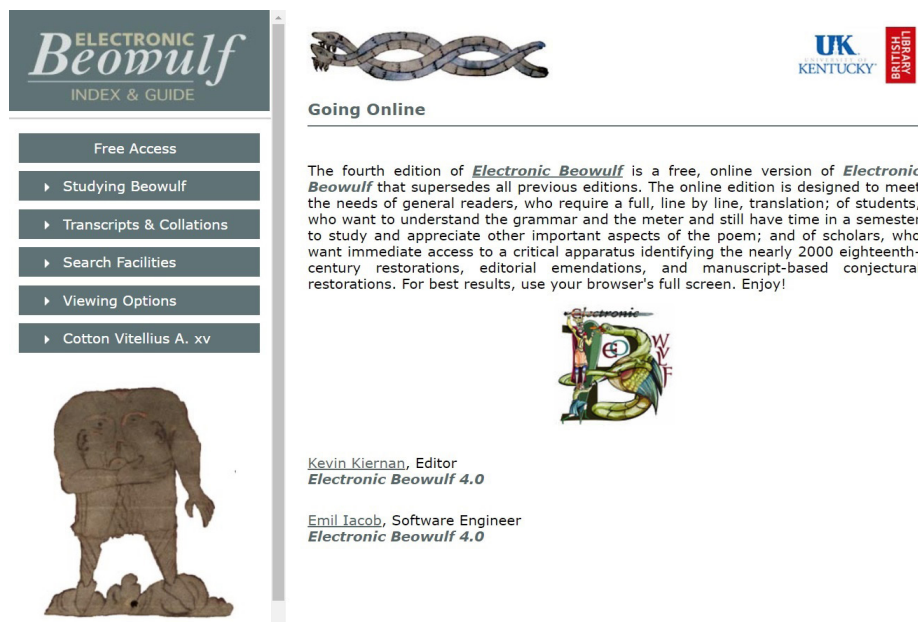 ELECTRONIC
Beowulf
INDEX & GUIDE
Free Access
Studying Beowulf
Transcripts & Collations
Search Facilities
Viewing Options
Cotton Vitellius A. xv
UK
UNIVERSITY OF
KENTUCKY
BRITISH
LIBRARY
Going Online
The fourth edition of Electronic Beowulf is a free, online version of Electronic
Beowulf that supersedes all previous editions. The online edition is designed to meet
the needs of general readers, who require a full, line by line, translation; of students,
who want to understand the grammar and the meter and still have time in a semester
to study and appreciate other important aspects of the poem; and of scholars, who
want immediate access to a critical apparatus identifying the nearly 2000 eighteenth-
century restorations, editorial emendations, and manuscript-based conjectural
restorations. For best results, use your browser's full screen. Enjoy!
Electronic
BEOWVLF
Kevin Kiernan, Editor
Electronic Beowulf 4.0
Emil Iacob, Software Engineer
Electronic Beowulf 4.0